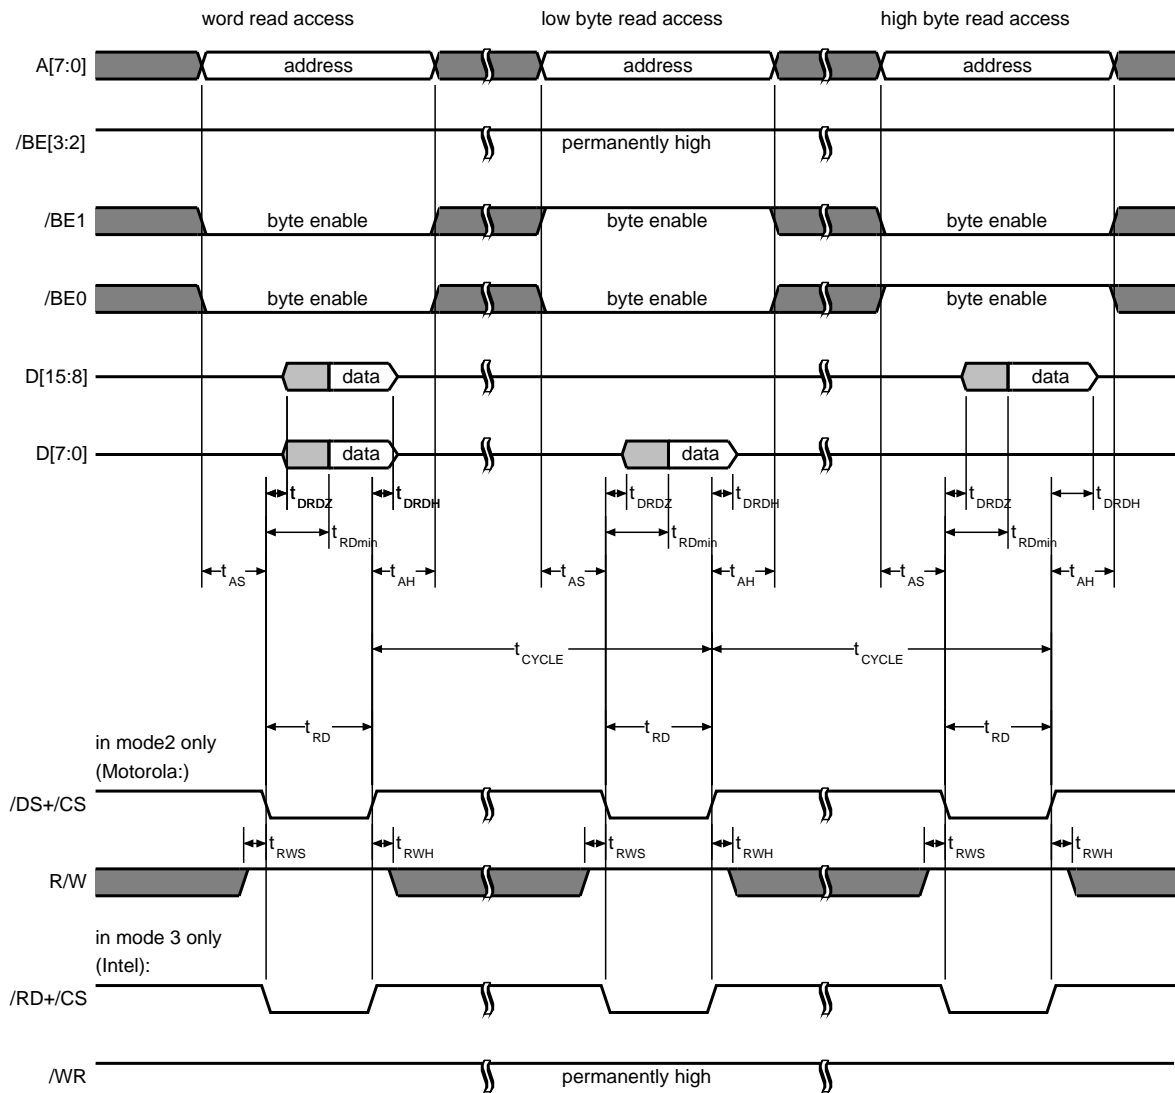 word read access low byte read access high byte read access
A[7:0] address address address
/BE[3:2] permanently high
/BE1 byte enable byte enable byte enable
/BE0 byte enable byte enable byte enable
D[15:8] data data
D[7:0] data data
tDRDZ tDRDH tDRDZ tDRDH tDRDZ tDRDH
tRDmin tRDmin tRDmin
tAS tAH tAS tAH tAS tAH
tCYCLE tCYCLE
tRD tRD tRD
in mode2 only
(Motorola:)
/DS+/CS
tRWS tRWH tRWS tRWH tRWS tRWH
R/W
in mode 3 only
(Intel):
/RD+/CS
/WR permanently high